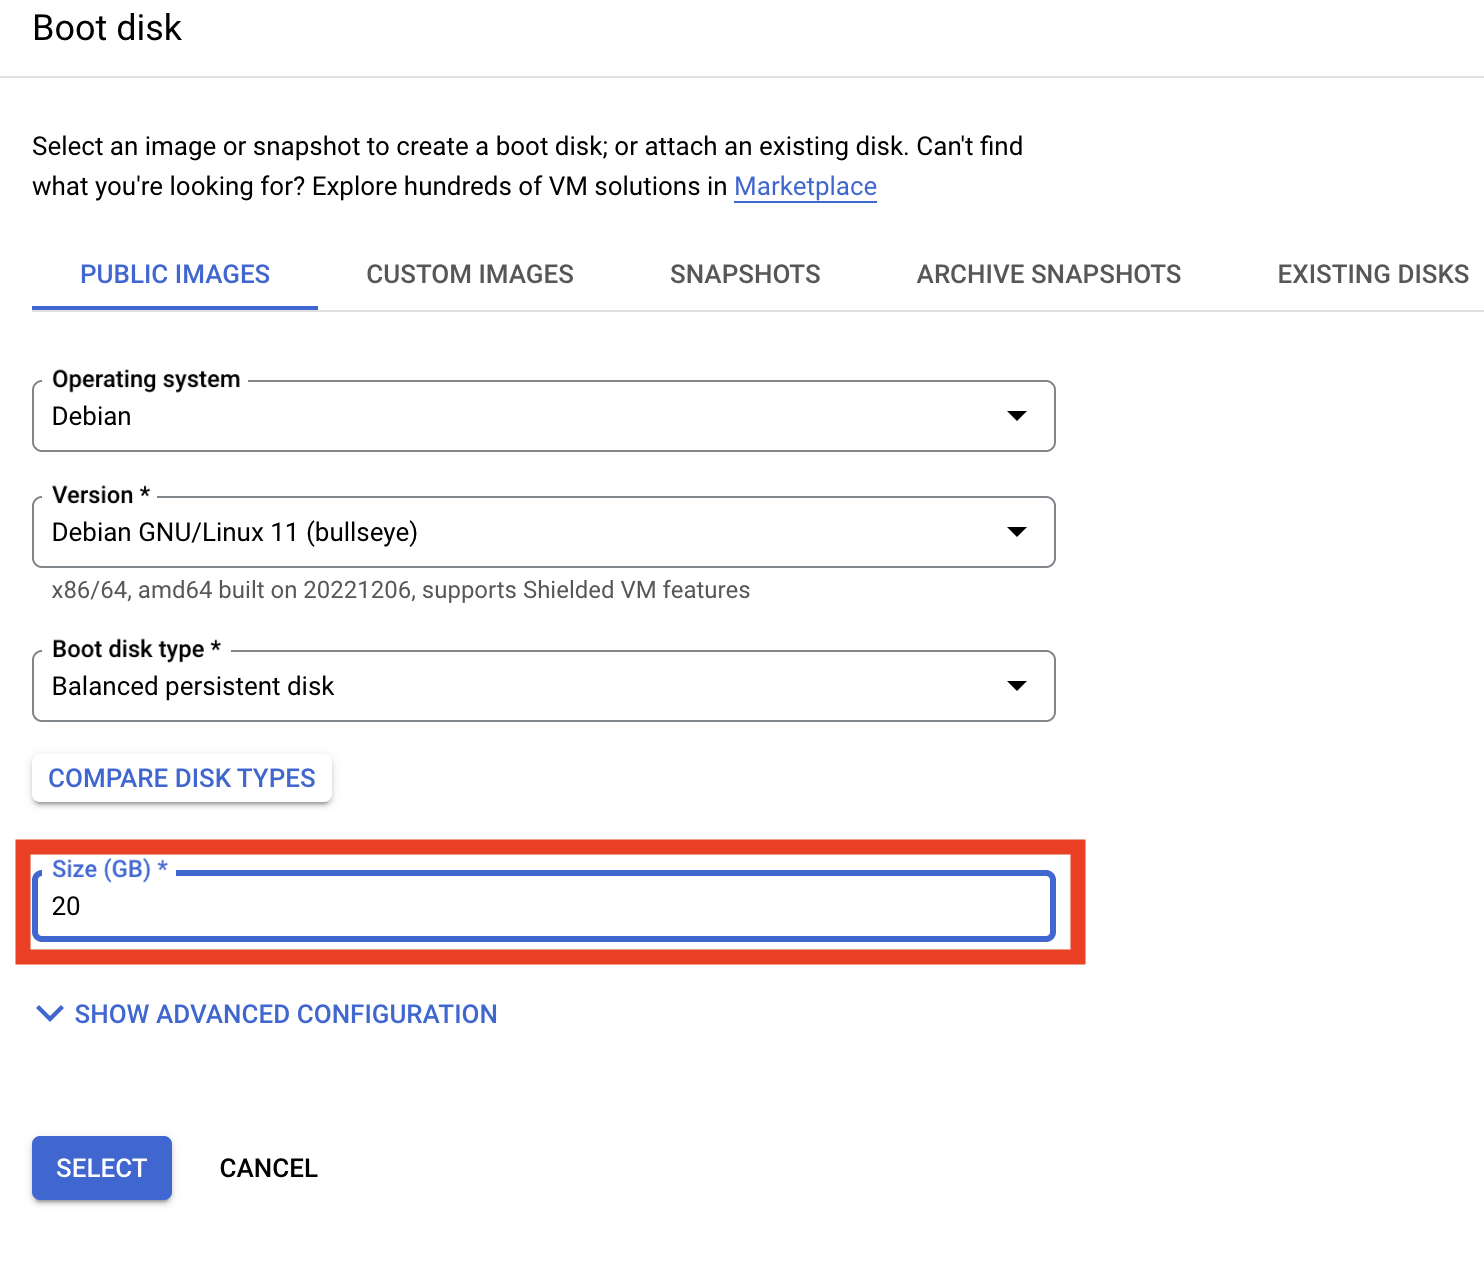 Boot disk
Select an image or snapshot to create a boot disk; or attach an existing disk. Can't find
what you're looking for? Explore hundreds of VM solutions in Marketplace
PUBLIC IMAGES CUSTOM IMAGES SNAPSHOTS ARCHIVE SNAPSHOTS EXISTING DISKS
Operating system
Debian
Version *
Debian GNU/Linux 11 (bullseye)
x86/64, amd64 built on 20221206, supports Shielded VM features
Boot disk type *
Balanced persistent disk
COMPARE DISK TYPES
Size (GB) *
20
SHOW ADVANCED CONFIGURATION
SELECT CANCEL